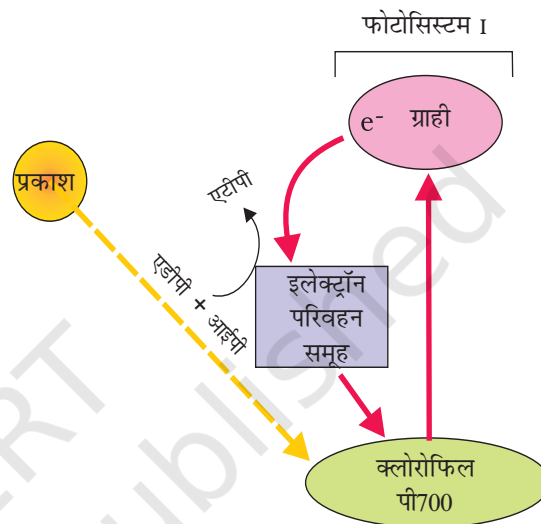 फोटोसिस्टम I
e- ग्राही
प्रकाश
एटीपी
एडीपी + आईपी
इलेक्ट्रॉन
परिवहन
समूह
क्लोरोफिल
पी700